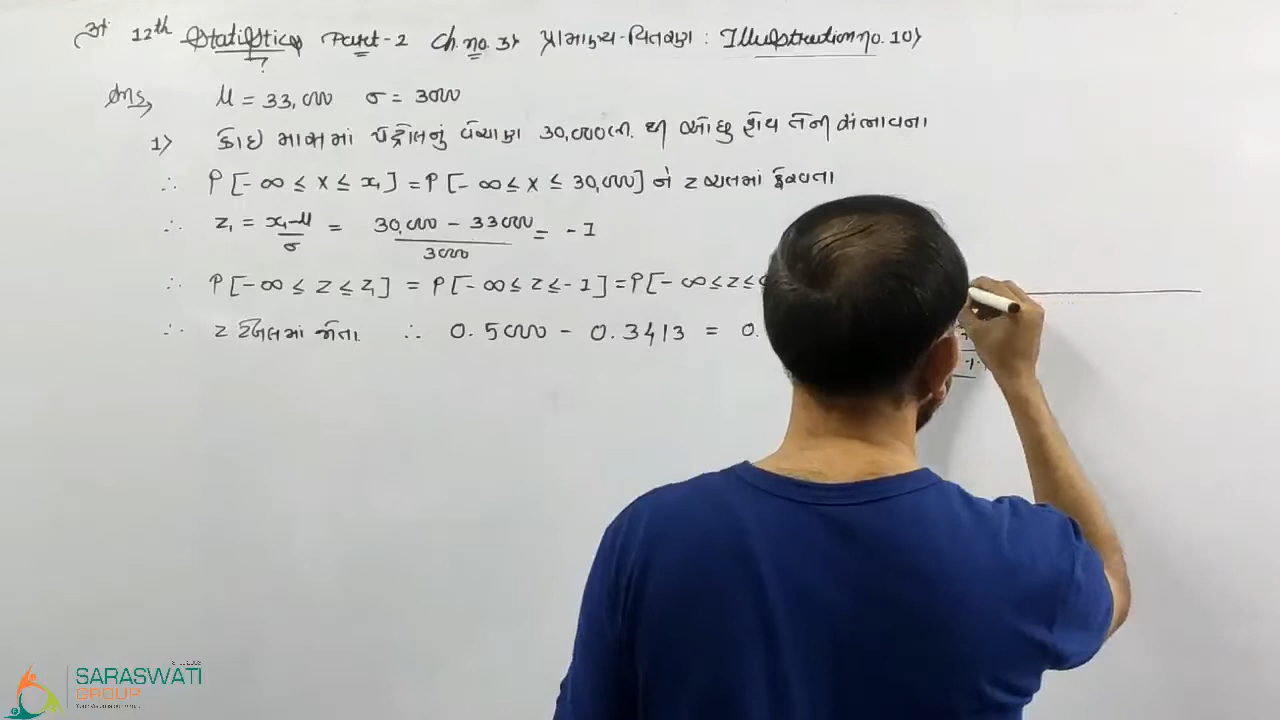 ૐ 12th Statistics Part-2 Ch. no. 3) પ્રામાણ્ય-વિતરણ : Illustration no. 10)
Ans, μ = 33,000 σ = 3000
1) કોઈ માસમાં પેટ્રોલનું વેચાણ 30,000 લી. થી ઓછુ હોય તેની સંભાવના
∴ P [-∞ ≤ X ≤ x₁] = P [-∞ ≤ X ≤ 30,000] ને Z ચલમાં ફેરવતા
∴ Z₁ = x₁-μ / σ = 30,000 - 33000 / 3000 = -1
∴ P [-∞ ≤ Z ≤ Z₁] = P [-∞ ≤ Z ≤ -1] = P [-∞ ≤ Z ≤
∴ Z ટેબલમાં જોતા ∴ 0.5000 - 0.3413 = 0.
SARASWATI
GROUP